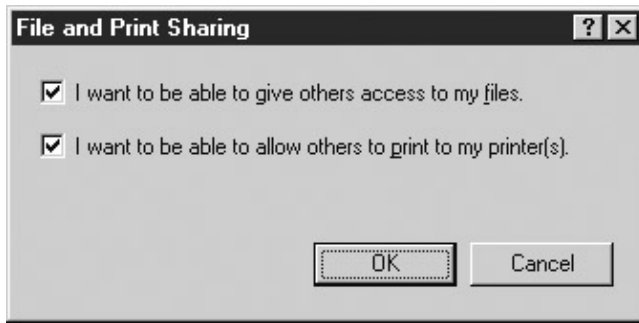 File and Print Sharing
I want to be able to give others access to my files.
I want to be able to allow others to print to my printer(s).
OK
Cancel